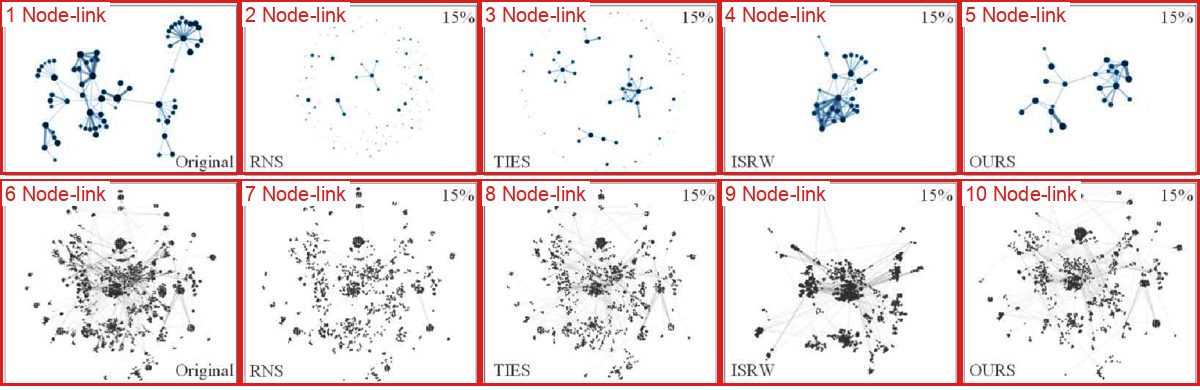 1 Node-link
2 Node-link 15%
3 Node-link 15%
4 Node-link 15%
5 Node-link 15%
Original
RNS
TIES
ISRW
OURS
6 Node-link
7 Node-link 15%
8 Node-link 15%
9 Node-link 15%
10 Node-link 15%
Original
RNS
TIES
ISRW
OURS